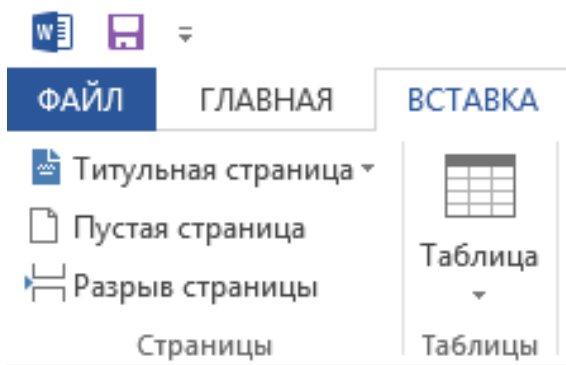 ФАЙЛ ГЛАВНАЯ ВСТАВКА
Титульная страница
Пустая страница
Разрыв страницы
Страницы
Таблица
Таблицы